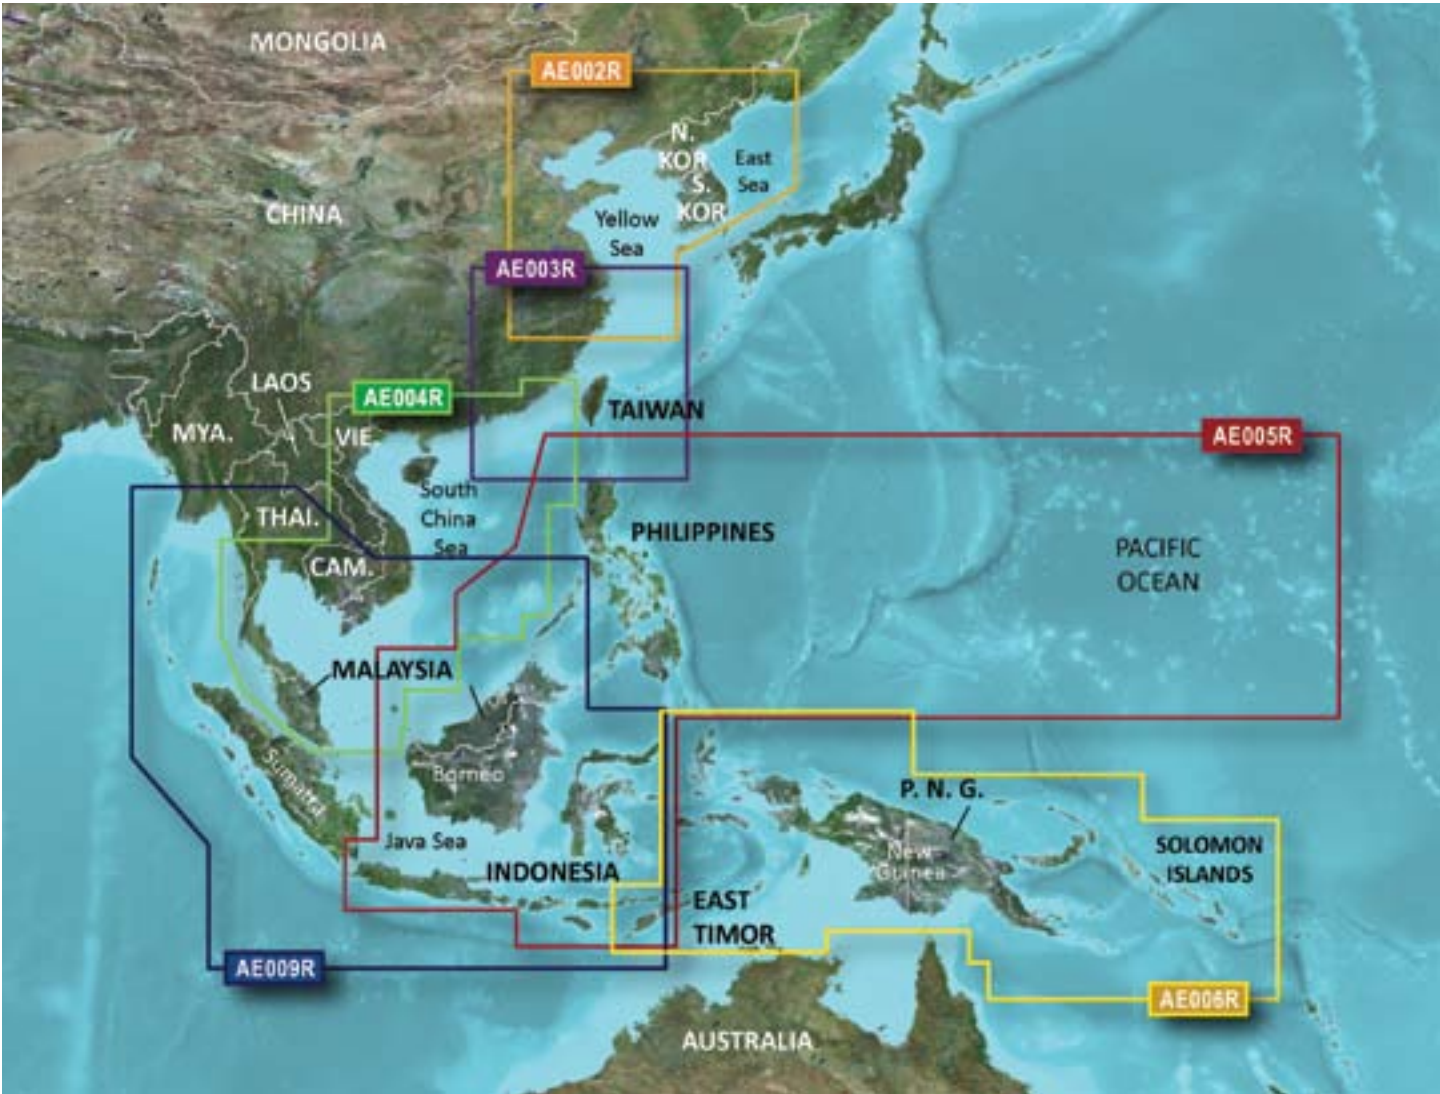 MONGOLIA
AE002R
N.
KOR
East
Sea
S.
KOR
CHINA
Yellow
Sea
AE003R
LAOS
AE004R
TAIWAN
MYA.
VIE
AE005R
South
China
Sea
THAI.
PHILIPPINES
PACIFIC
OCEAN
CAM.
MALAYSIA
Sumatra
Borneo
P. N. G.
Java Sea
New
Guinea
SOLOMON
ISLANDS
INDONESIA
EAST
TIMOR
AE009R
AE006R
AUSTRALIA